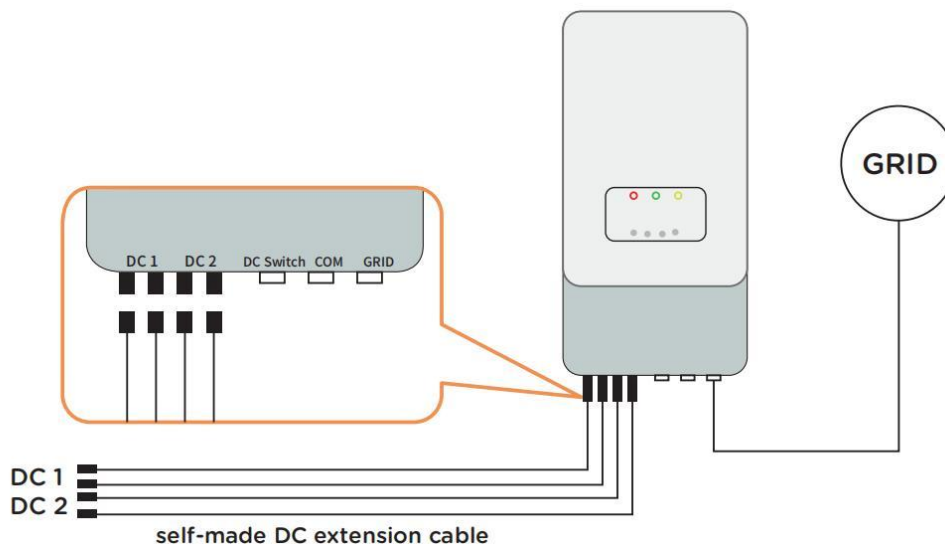 GRID
DC 1 DC 2 DC Switch COM GRID
DC 1
DC 2
self-made DC extension cable